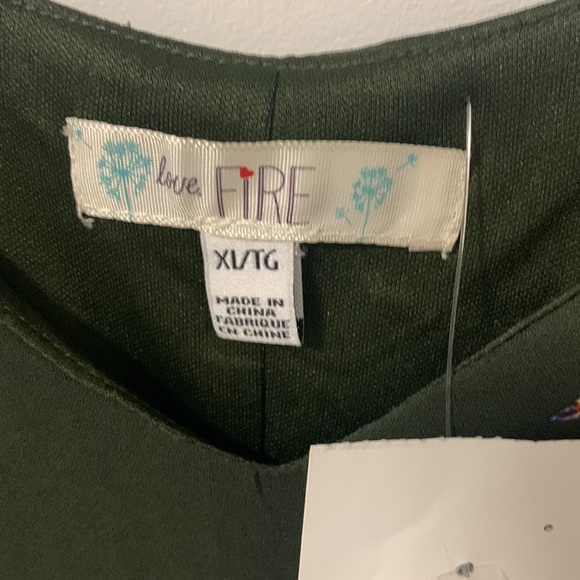 love, FiRE
XL/TG
MADE IN
CHINA
FABRIQUE
EN CHINE